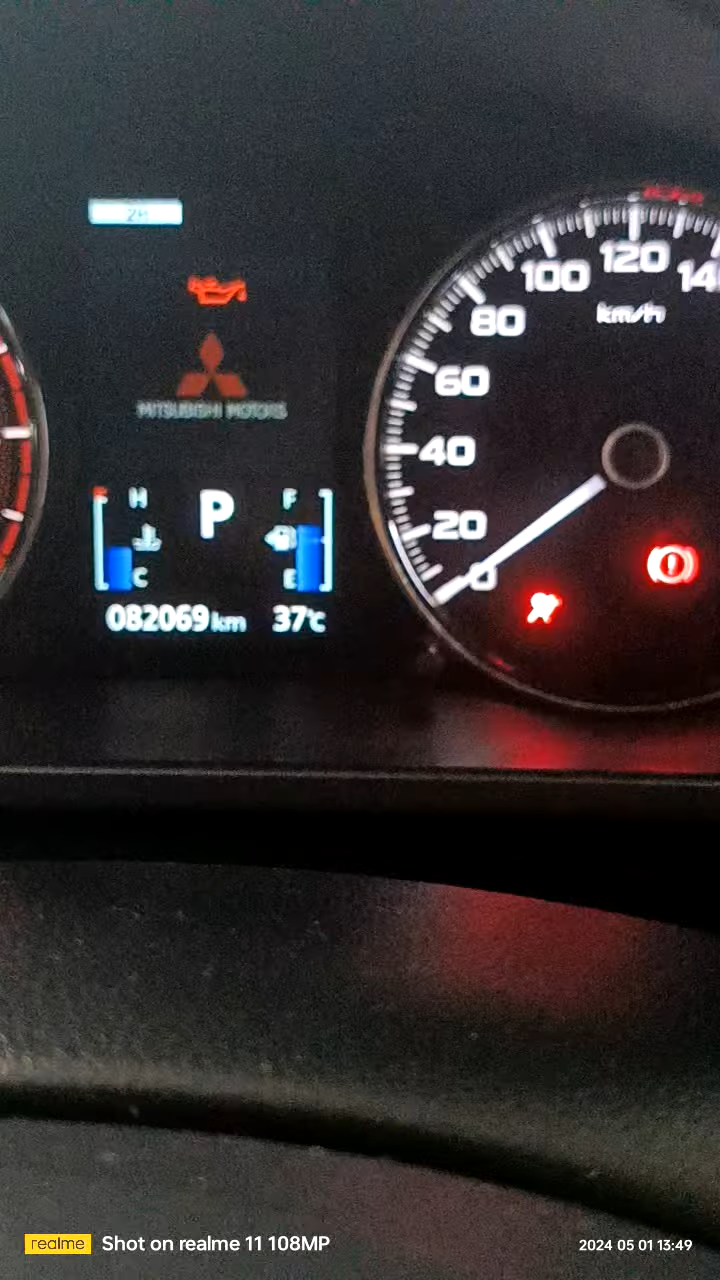 2H
100
120
14
80
km/h
60
MITSUBISHI MOTORS
40
H
P
F
20
C
E
0
082069 km
37°C
realme
Shot on realme 11 108MP
2024 05 01 13:49